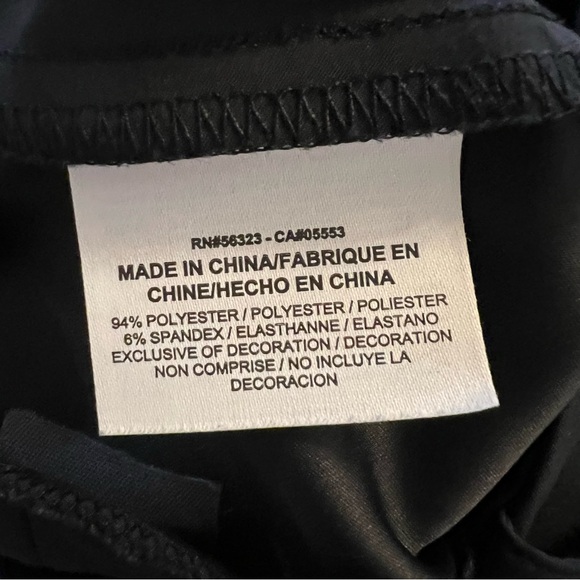 RN#56323 - CA#05553
MADE IN CHINA/FABRIQUE EN
CHINE/HECHO EN CHINA
94% POLYESTER / POLYESTER / POLIESTER
6% SPANDEX / ELASTHANNE / ELASTANO
EXCLUSIVE OF DECORATION / DECORATION
NON COMPRISE / NO INCLUYE LA
DECORACION